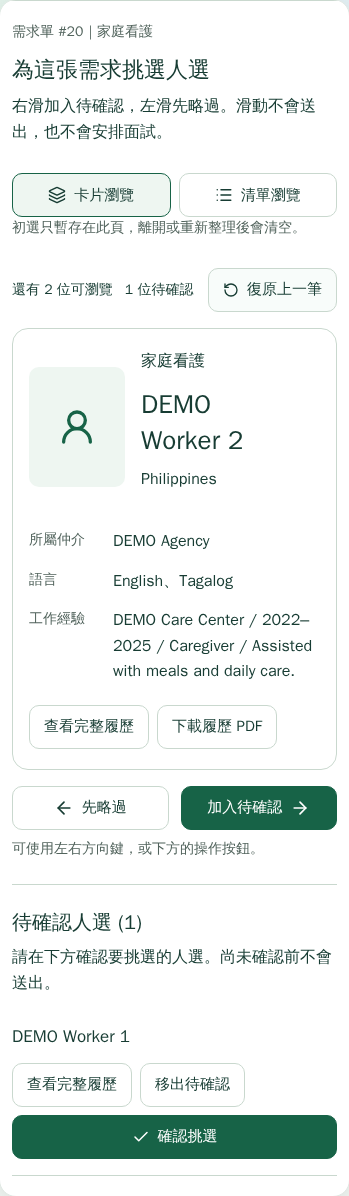 需求單 #20｜家庭看護
為這張需求挑選人選
右滑加入待確認，左滑先略過。滑動不會送
出，也不會安排面試。
卡片瀏覽
清單瀏覽
初選只暫存在此頁，離開或重新整理後會清空。
還有 2 位可瀏覽 1 位待確認
復原上一筆
家庭看護
DEMO
Worker 2
Philippines
所屬仲介 DEMO Agency
語言 English、Tagalog
工作經驗 DEMO Care Center / 2022–
2025 / Caregiver / Assisted
with meals and daily care.
查看完整履歷
下載履歷 PDF
先略過
加入待確認
可使用左右方向鍵，或下方的操作按鈕。
待確認人選 (1)
請在下方確認要挑選的人選。尚未確認前不會
送出。
DEMO Worker 1
查看完整履歷
移出待確認
確認挑選